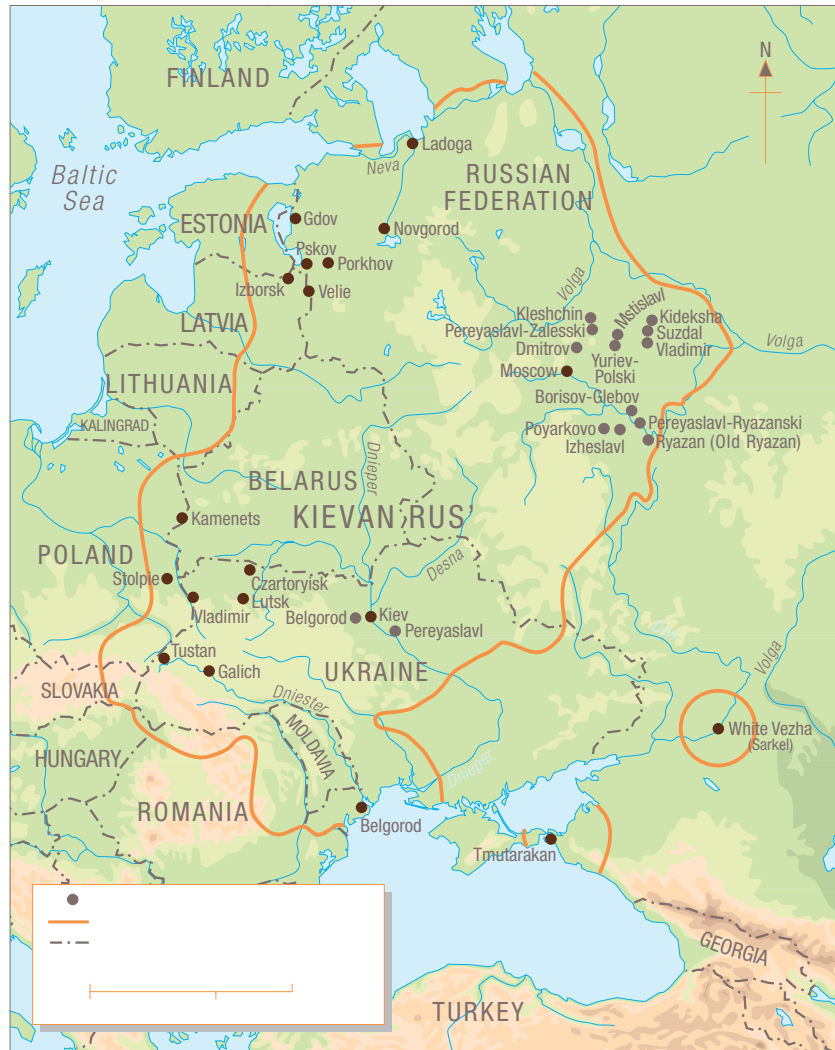 FINLAND
N
Ladoga
Neva
RUSSIAN
FEDERATION
Baltic
Sea
ESTONIA
Gdov
Novgorod
Pskov
Porkhov
Izborsk
Velie
Volga
Mstislavl
Kleshchin
Kideksha
Pereyaslavl-Zalesski
Suzdal
Dmitrov
Vladimir
Volga
LATVIA
Yuriev-
Polski
Moscow
LITHUANIA
Borisov-Glebov
KALINGRAD
Pereyaslavl-Ryazanski
Poyarkovo
Izheslavl
Ryazan (Old Ryazan)
Dnieper
BELARUS
KIEVAN RUS'
Kamenets
POLAND
Desna
Stolpie
Czartoryisk
Lutsk
Vladimir
Belgorod
Kiev
Pereyaslavl
Don
Tustan
Galich
UKRAINE
Volga
SLOVAKIA
Dniester
MOLDAVIA
White Vezha
(Sarkel)
HUNGARY
Dnieper
ROMANIA
Belgorod
Tmutarakan
GEORGIA
TURKEY